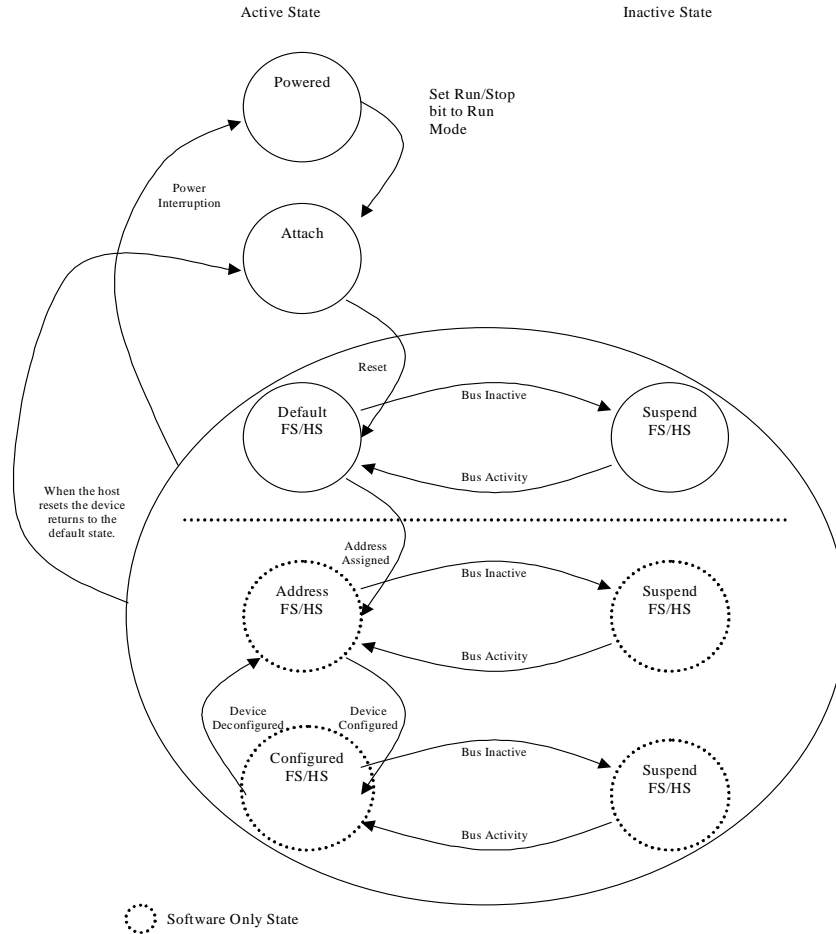 Active State
Inactive State
Powered
Set Run/Stop
bit to Run
Mode
Power
Interruption
Attach
Reset
Default
FS/HS
Bus Inactive
Suspend
FS/HS
Bus Activity
When the host
resets the device
returns to the
default state.
Address
Assigned
Address
FS/HS
Bus Inactive
Suspend
FS/HS
Bus Activity
Device
Deconfigured
Device
Configured
Configured
FS/HS
Bus Inactive
Suspend
FS/HS
Bus Activity
Software Only State